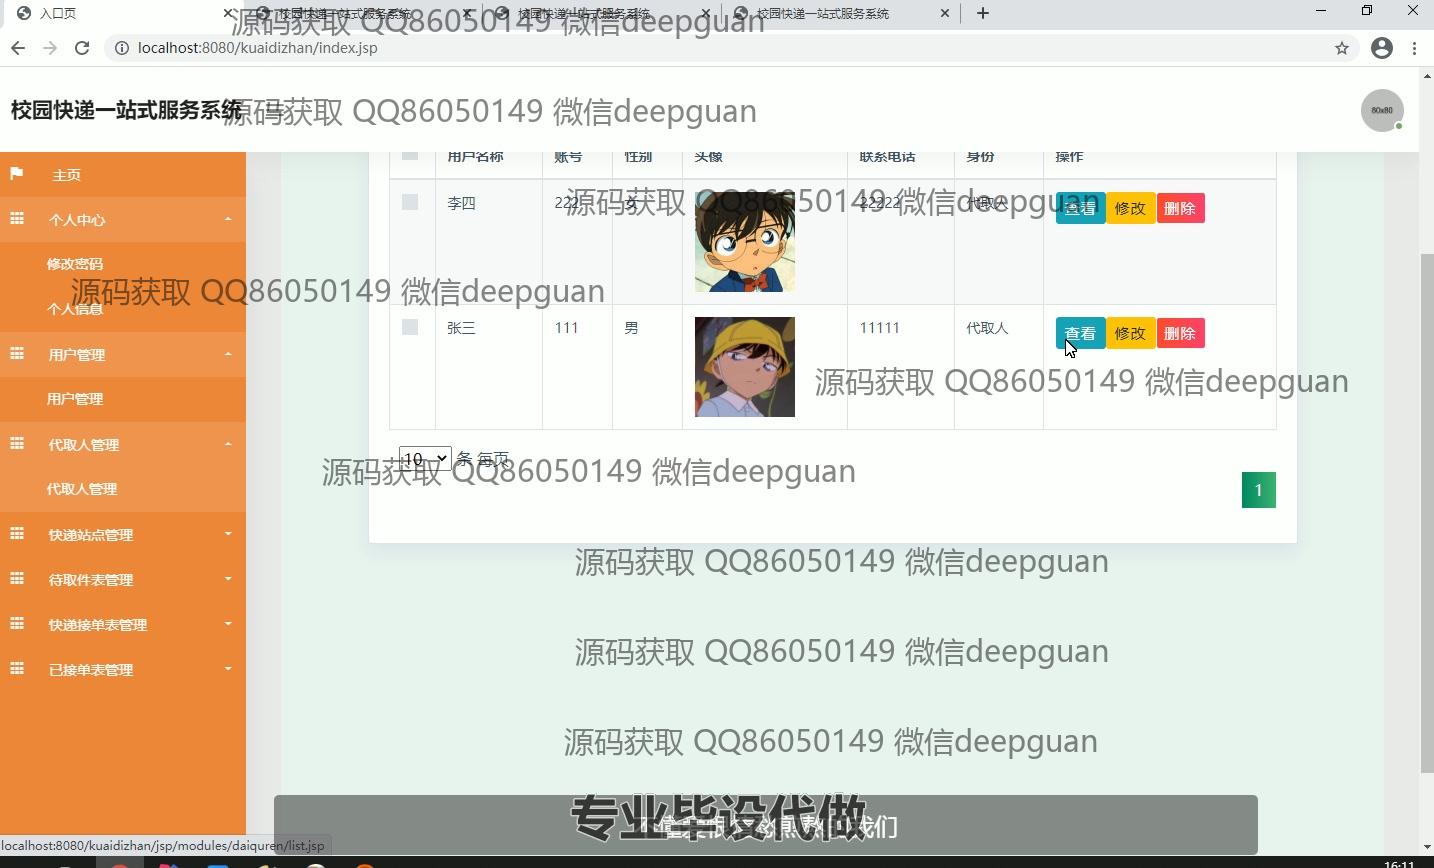 入口页
校园快递一站式服务系统
校园快递一站式服务系统
校园快递一站式服务系统
源码获取 QQ86050149 微信deepguan
localhost:8080/kuaidizhan/index.jsp
校园快递一站式服务系统
源码获取 QQ86050149 微信deepguan
80x80
主页
个人中心
修改密码
个人信息
用户管理
用户管理
代取人管理
代取人管理
快递站点管理
待取件表管理
快递接单表管理
已接单表管理
用户名称 账号 性别 头像 联系电话 身份 操作
李四 222 女 22222 代取人 查看 修改 删除
源码获取 QQ86050149 微信deepguan
源码获取 QQ86050149 微信deepguan
张三 111 男 11111 代取人 查看 修改 删除
源码获取 QQ86050149 微信deepguan
10 条 每页
源码获取 QQ86050149 微信deepguan
1
源码获取 QQ86050149 微信deepguan
源码获取 QQ86050149 微信deepguan
源码获取 QQ86050149 微信deepguan
专业毕设代做
localhost:8080/kuaidizhan/jsp/modules/daiquren/list.jsp
16:11